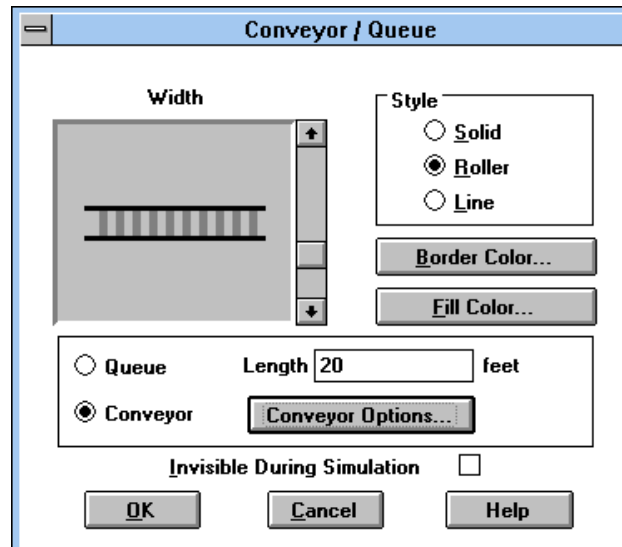 Conveyor / Queue
Width
Style
Solid
Roller
Line
Border Color...
Fill Color...
Queue
Length 20 feet
Conveyor
Conveyor Options...
Invisible During Simulation
OK
Cancel
Help